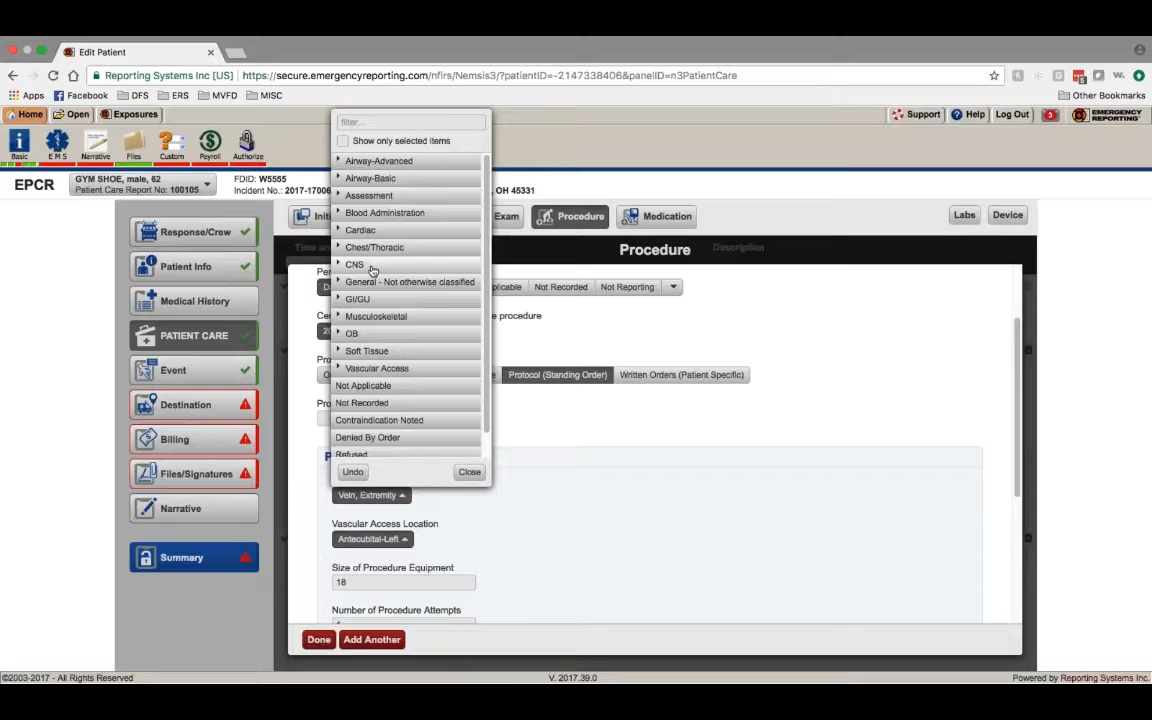 Edit Patient
Reporting Systems Inc [US] https://secure.emergencyreporting.com/nfirs/Nemsis3/?patientID=-2147338406&panelID=n3PatientCare
Apps Facebook DFS ERS MVFD MISC Other Bookmarks
Home Open Exposures Support Help Log Out EMERGENCY REPORTING
Basic EMS Narrative Files Custom Payroll Authorize
EPCR
GYM SHOE, male, 62
Patient Care Report No: 100105
FDID: W5555
Incident No.: 2017-17006
, OH 45331
Response/Crew
Patient Info
Medical History
PATIENT CARE
Event
Destination
Billing
Files/Signatures
Narrative
Summary
Exam Procedure Medication Labs Device
Procedure Description
filter...
Show only selected items
Airway-Advanced
Airway-Basic
Assessment
Blood Administration
Cardiac
Chest/Thoracic
CNS
General - Not otherwise classified
GI/GU
Musculoskeletal
OB
Soft Tissue
Vascular Access
Not Applicable
Not Recorded
Contraindication Noted
Denied By Order
Refused
Undo Close
Not Recorded Not Reporting
procedure
Protocol (Standing Order) Written Orders (Patient Specific)
Vein, Extremity
Vascular Access Location
Antecubital-Left
Size of Procedure Equipment
18
Number of Procedure Attempts
Done Add Another
©2003-2017 - All Rights Reserved V. 2017.39.0 Powered by Reporting Systems Inc.